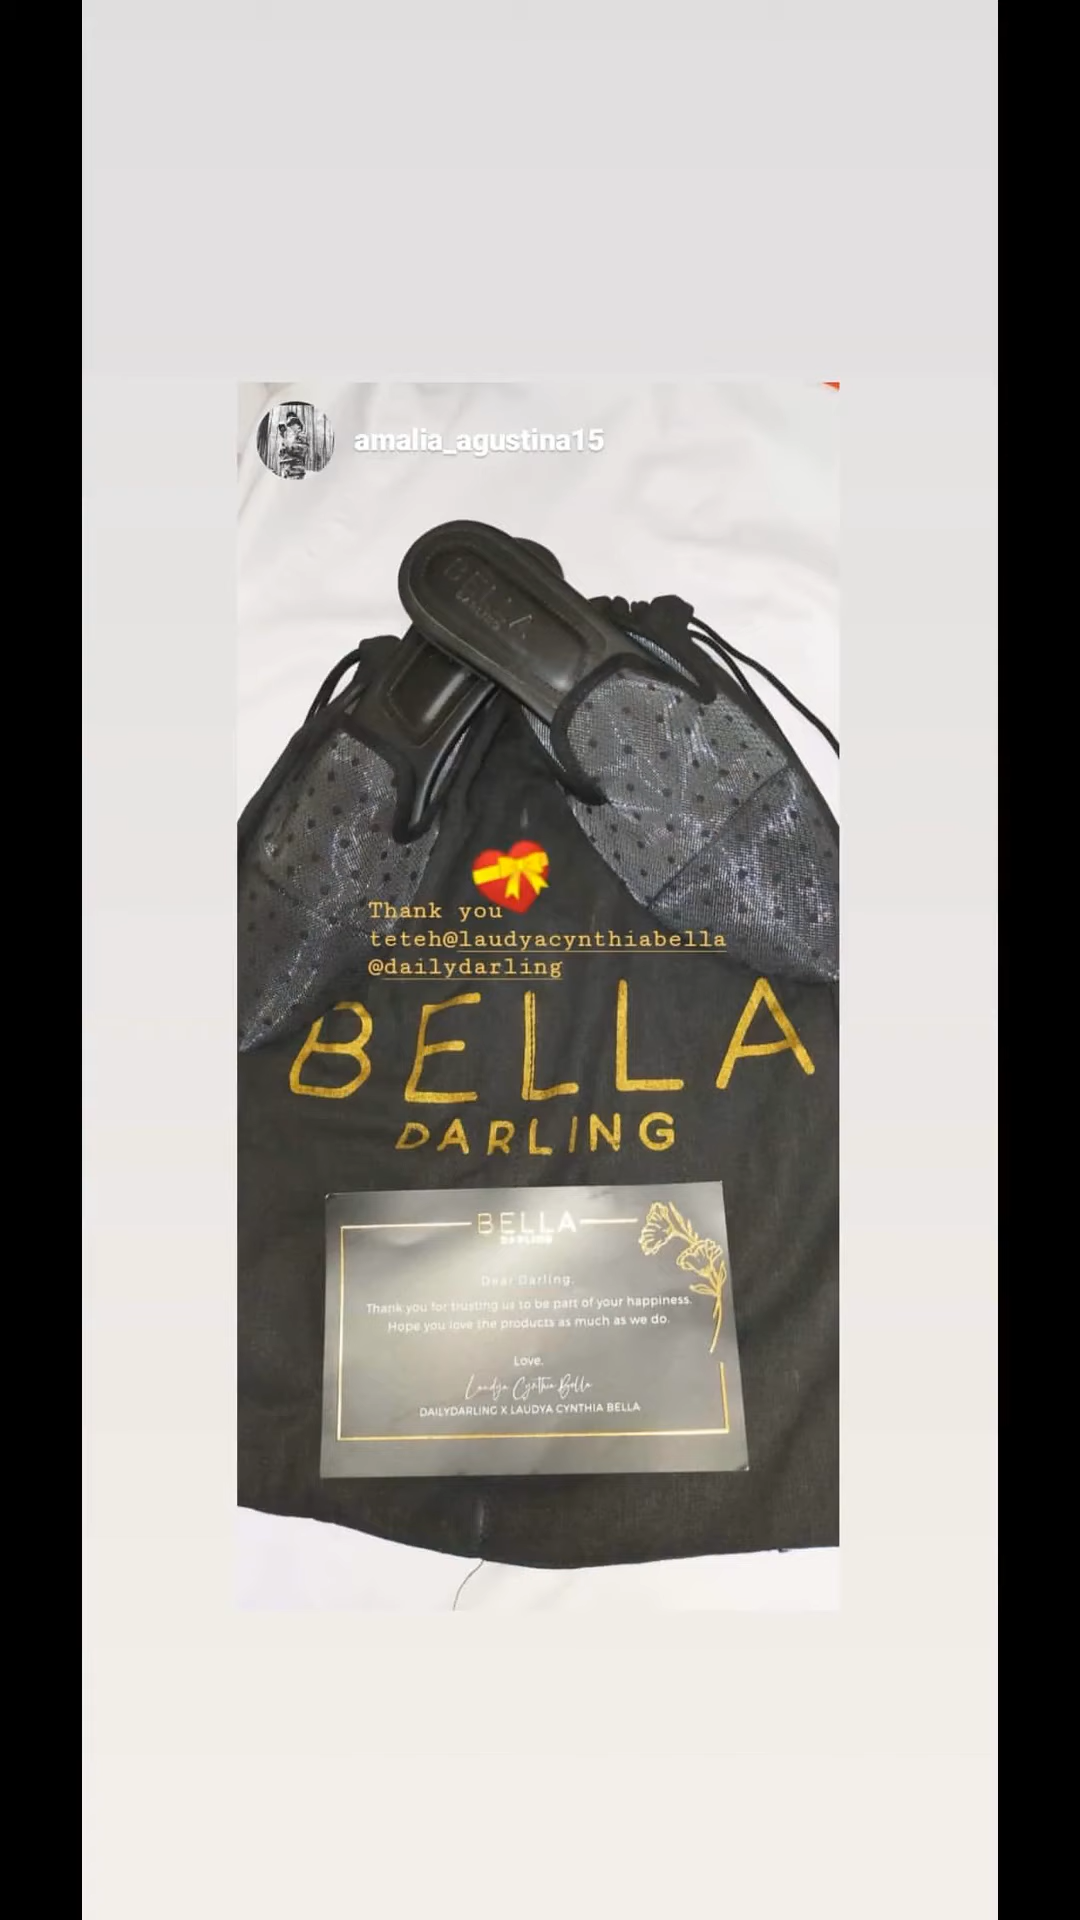 amalia_agustina15
BELLA
DARLING
Thank you
teteh@laudyacynthiabella
@dailydarling
BELLA
DARLING
BELLA
DARLING
Dear Darling,
Thank you for trusting us to be part of your happiness.
Hope you love the products as much as we do.
Love,
Laudya Cynthia Bella
DAILYDARLING X LAUDYA CYNTHIA BELLA